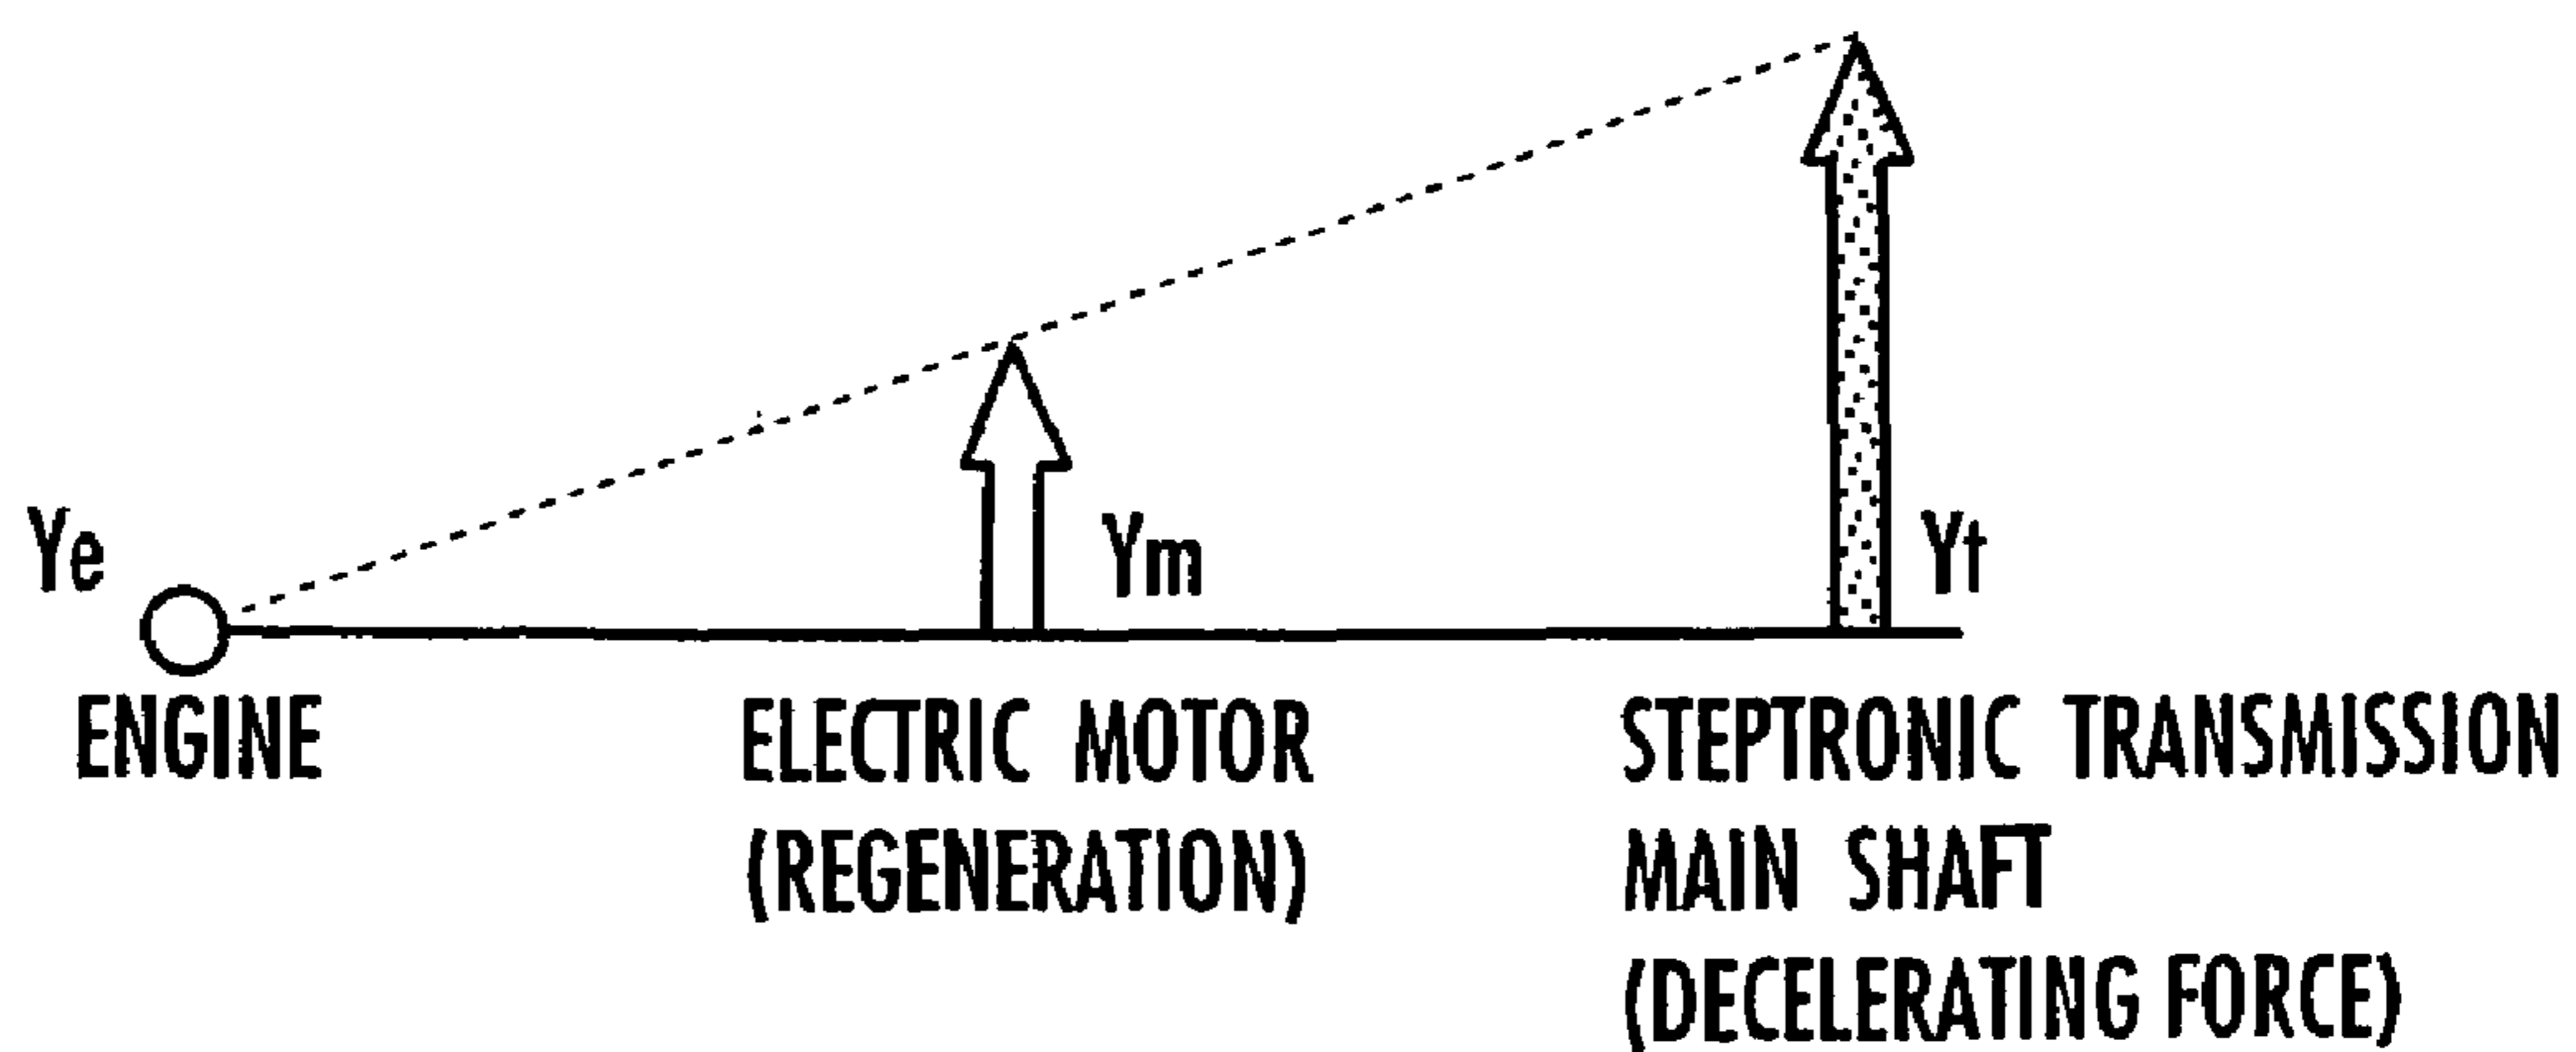 Ye
Ym
Yt
ENGINE
ELECTRIC MOTOR
(REGENERATION)
STEPTRONIC TRANSMISSION
MAIN SHAFT
(DECELERATING FORCE)